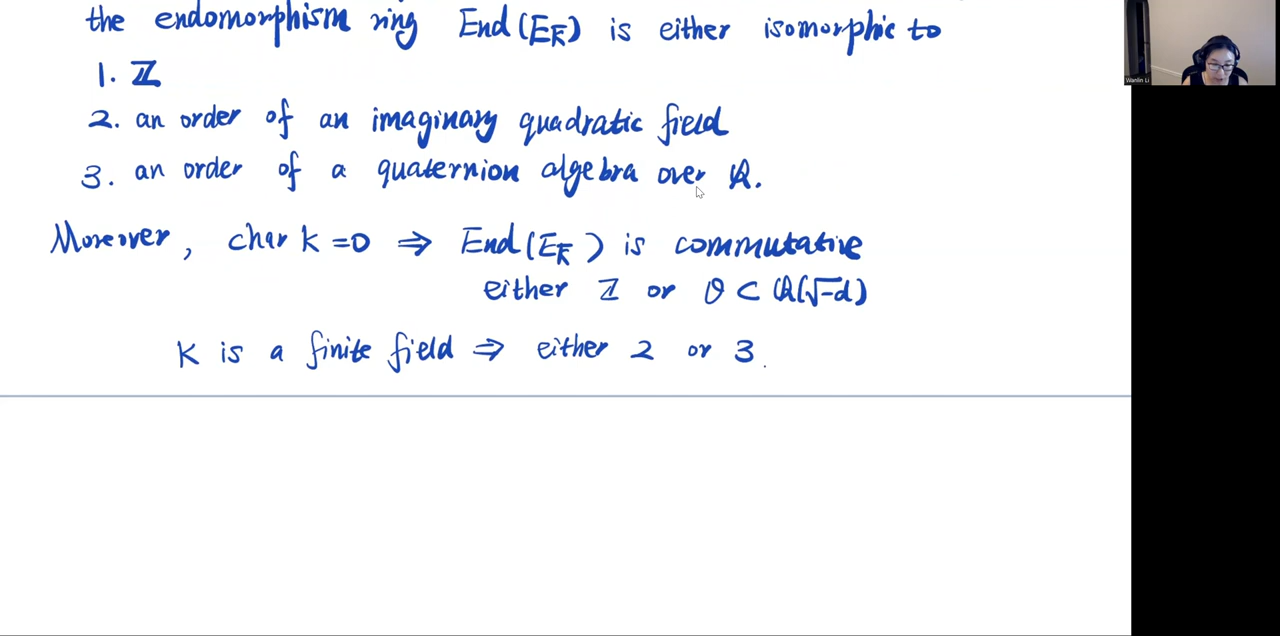 the endomorphism ring End(E_k̄) is either isomorphic to
1. ℤ
2. an order of an imaginary quadratic field
3. an order of a quaternion algebra over ℚ.
Moreover, char k = 0 ⇒ End(E_k̄) is commutative
either ℤ or 𝒪 ⊂ ℚ(√-d)
K is a finite field ⇒ either 2 or 3.
Wanlin Li